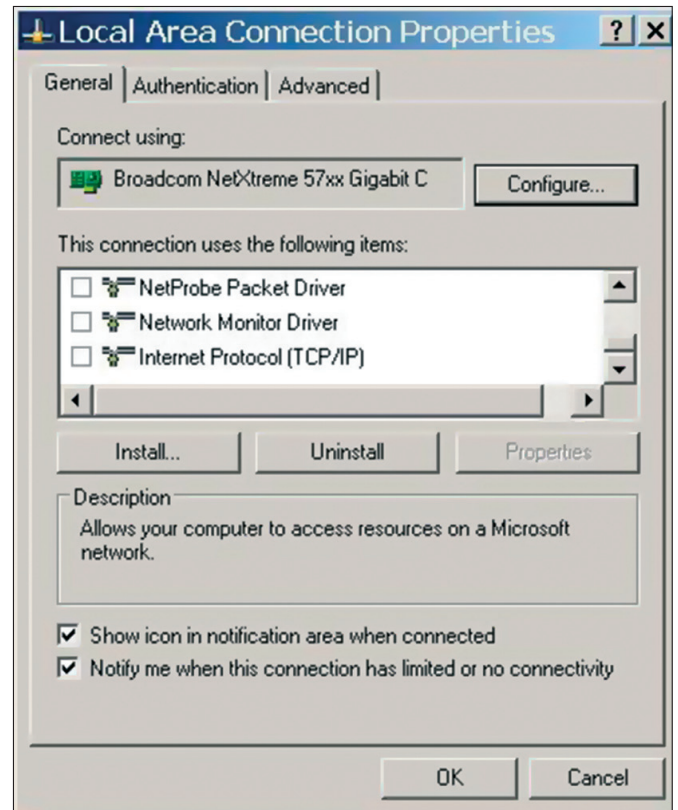 Local Area Connection Properties
General Authentication Advanced
Connect using:
Broadcom NetXtreme 57xx Gigabit C
Configure...
This connection uses the following items:
NetProbe Packet Driver
Network Monitor Driver
Internet Protocol (TCP/IP)
Install... Uninstall Properties
Description
Allows your computer to access resources on a Microsoft
network.
Show icon in notification area when connected
Notify me when this connection has limited or no connectivity
OK Cancel